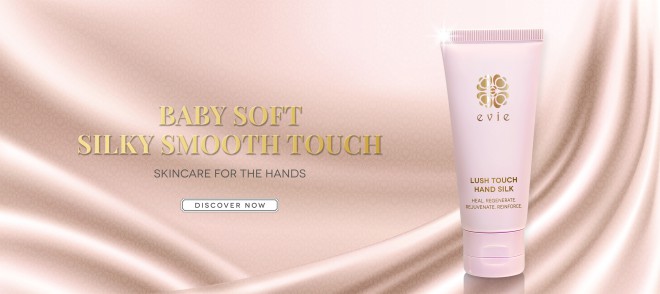 BABY SOFT
SILKY SMOOTH TOUCH
SKINCARE FOR THE HANDS
DISCOVER NOW
evie
LUSH TOUCH
HAND SILK
HEAL, REGENERATE
REJUVENATE, REINFORCE.